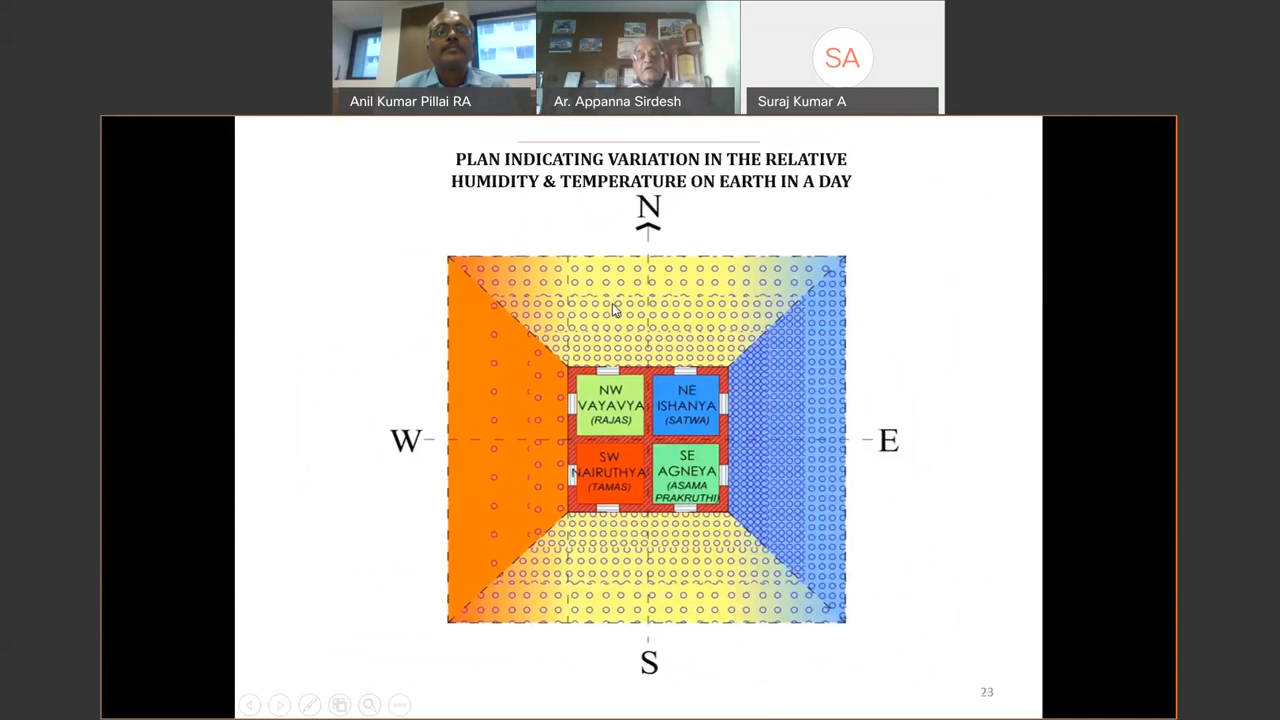 Anil Kumar Pillai RA
Ar. Appanna Sirdesh
SA
Suraj Kumar A
PLAN INDICATING VARIATION IN THE RELATIVE
HUMIDITY & TEMPERATURE ON EARTH IN A DAY
N
NW
VAYAVYA
(RAJAS)
NE
ISHANYA
(SATWA)
W
E
SW
NAIRUTHYA
(TAMAS)
SE
AGNEYA
(ASAMA
PRAKRUTHI)
S
23